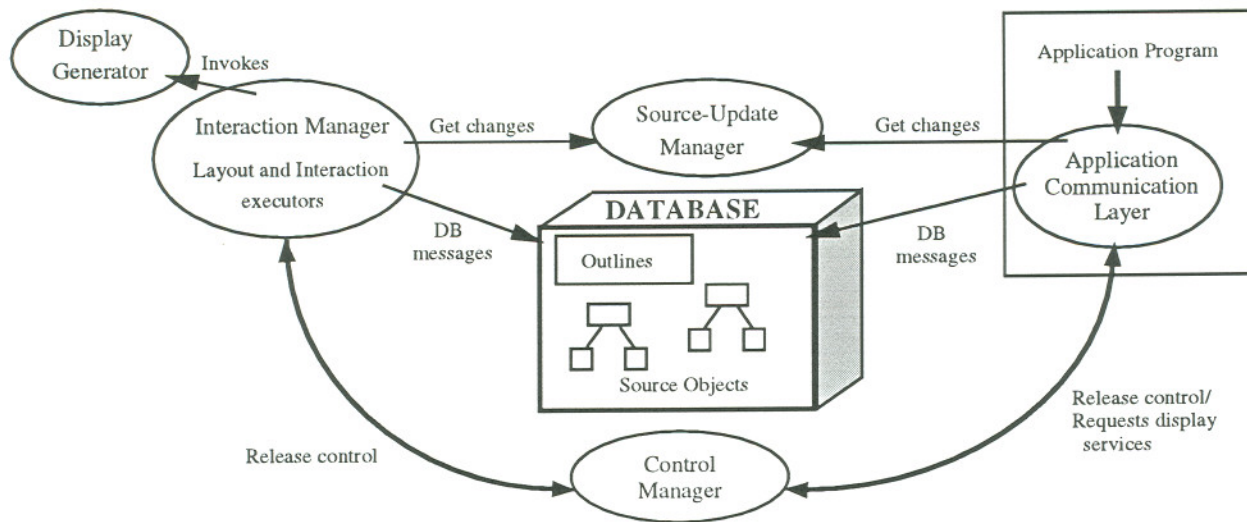 Display
Generator
Invokes
Interaction Manager
Layout and Interaction
executors
Get changes
Source-Update
Manager
Get changes
Application Program
Application
Communication
Layer
DB
messages
DATABASE
Outlines
Source Objects
DB
messages
Release control
Control
Manager
Release control/
Requests display
services